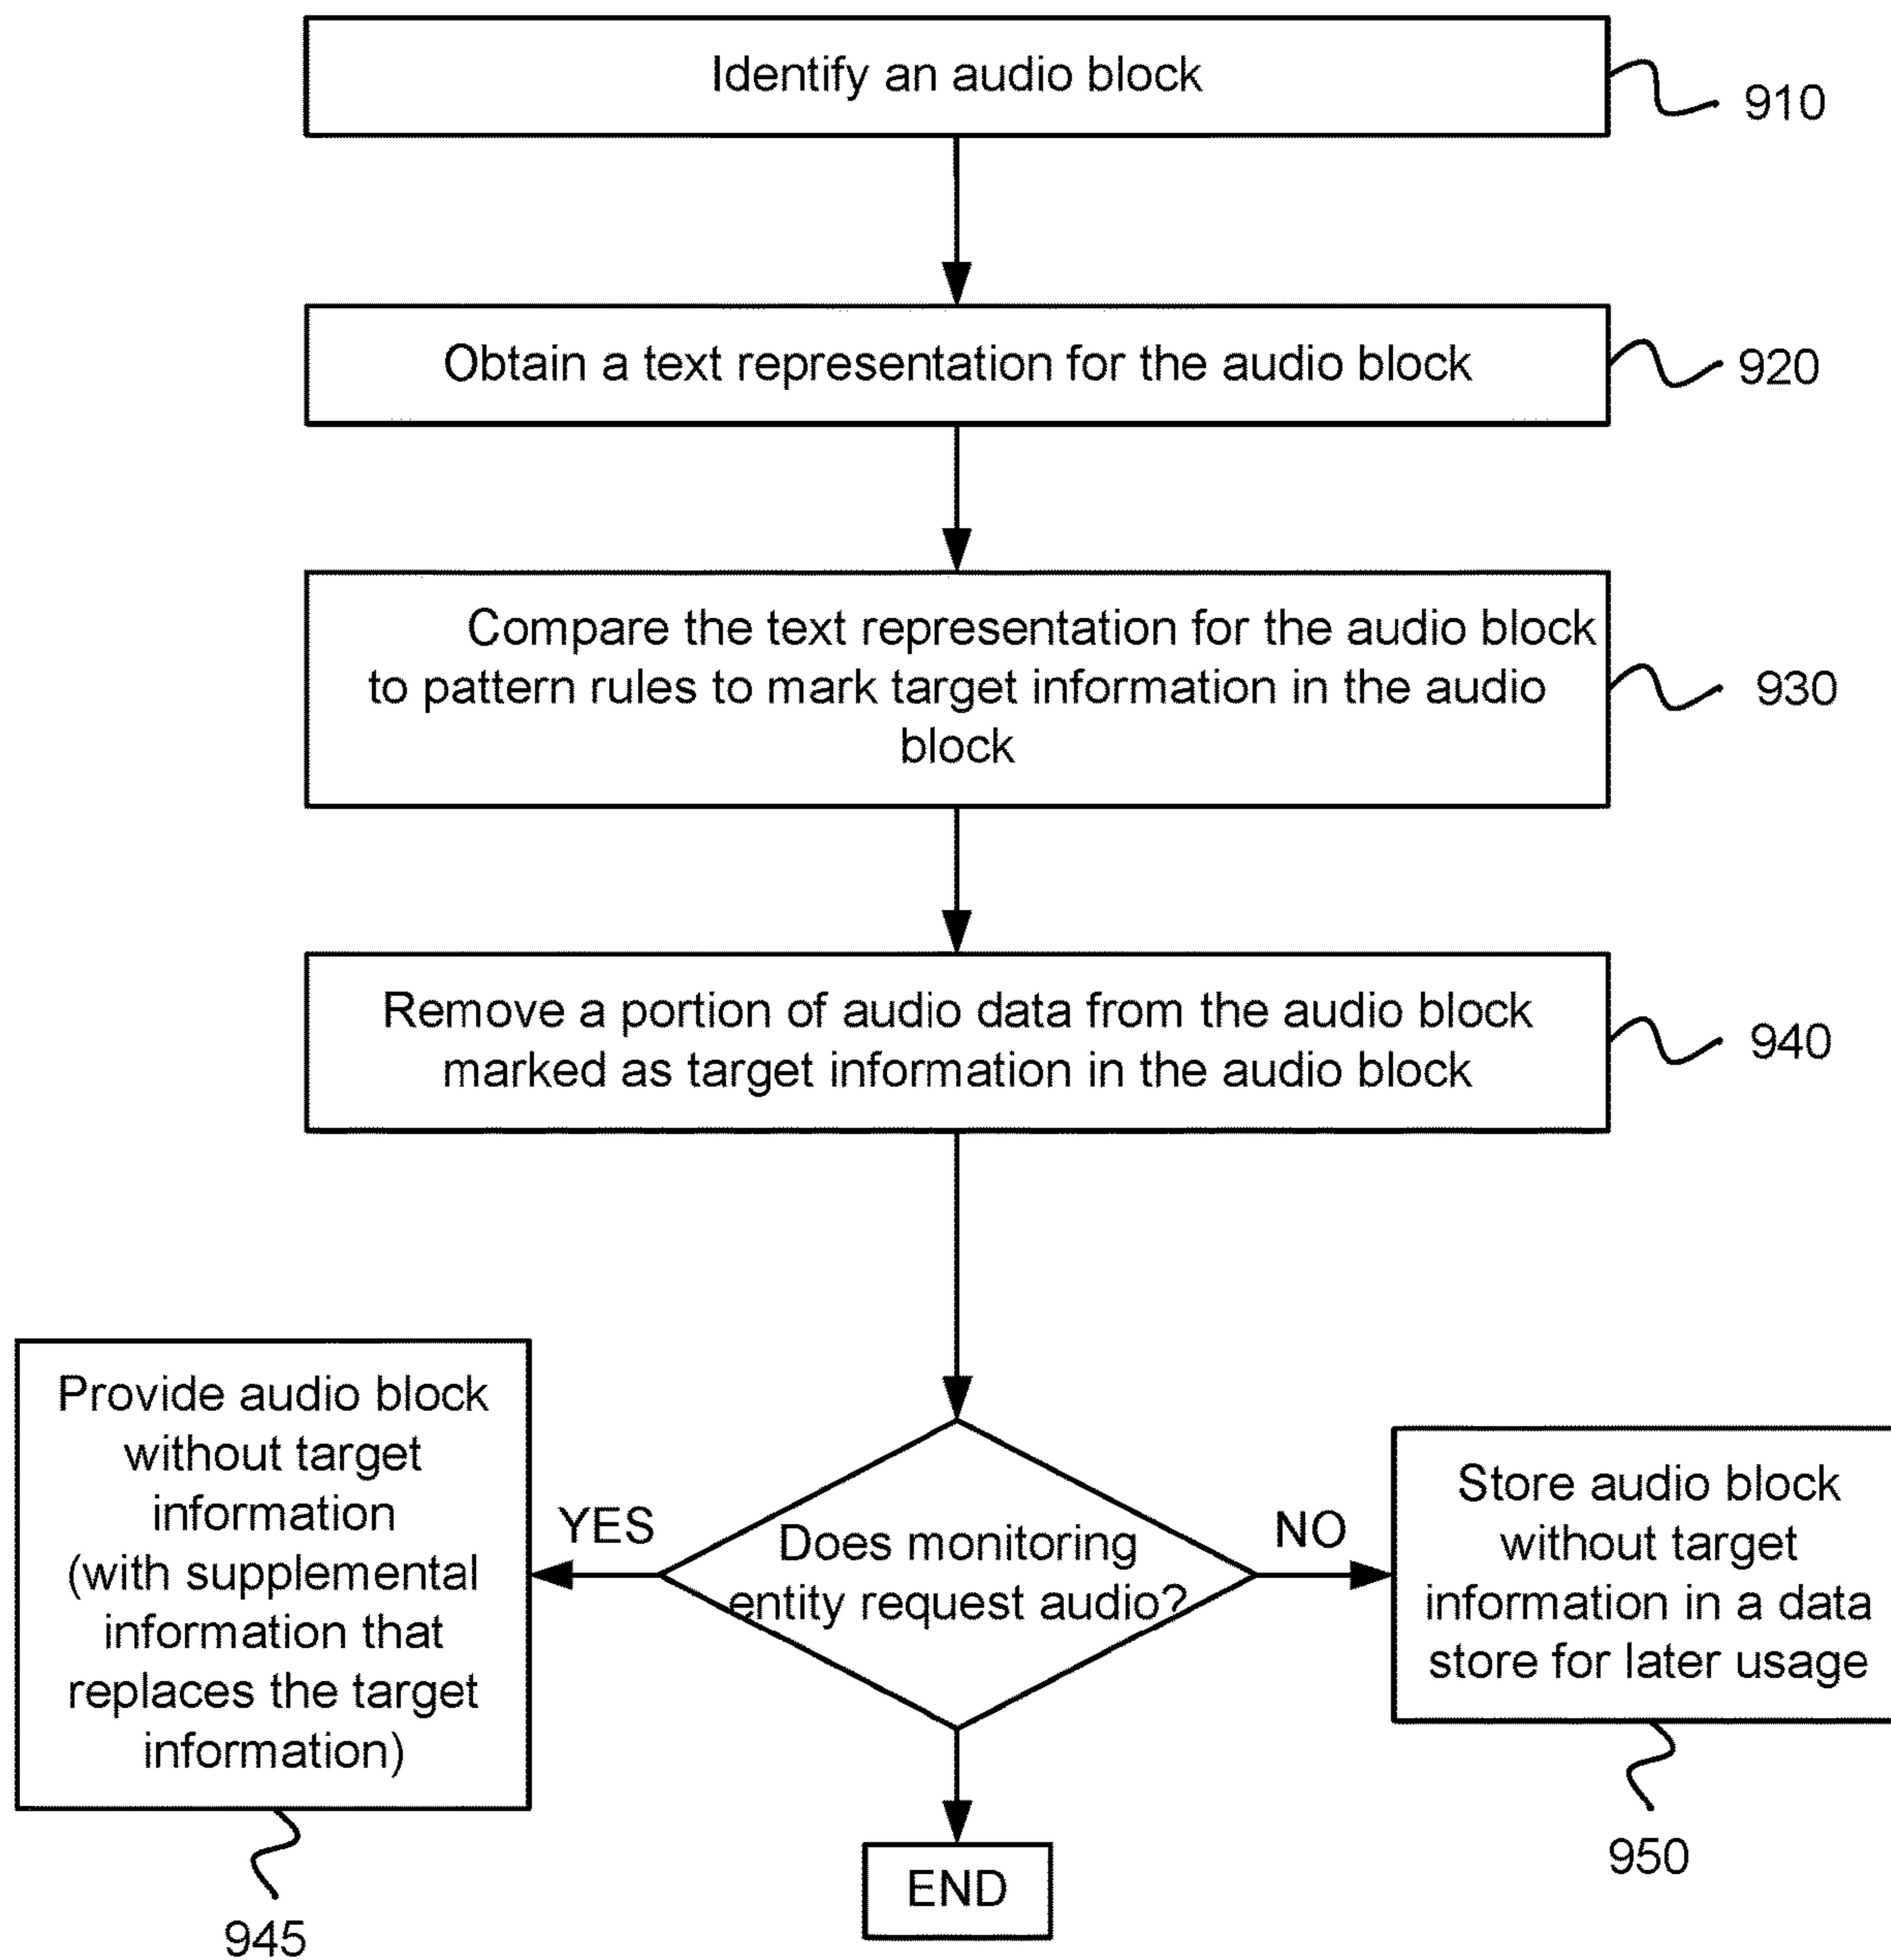 Identify an audio block
910
Obtain a text representation for the audio block
920
Compare the text representation for the audio block
to pattern rules to mark target information in the audio
block
930
Remove a portion of audio data from the audio block
marked as target information in the audio block
940
Provide audio block
without target
information
(with supplemental
information that
replaces the target
information)
945
YES
Does monitoring
entity request audio?
NO
Store audio block
without target
information in a data
store for later usage
950
END